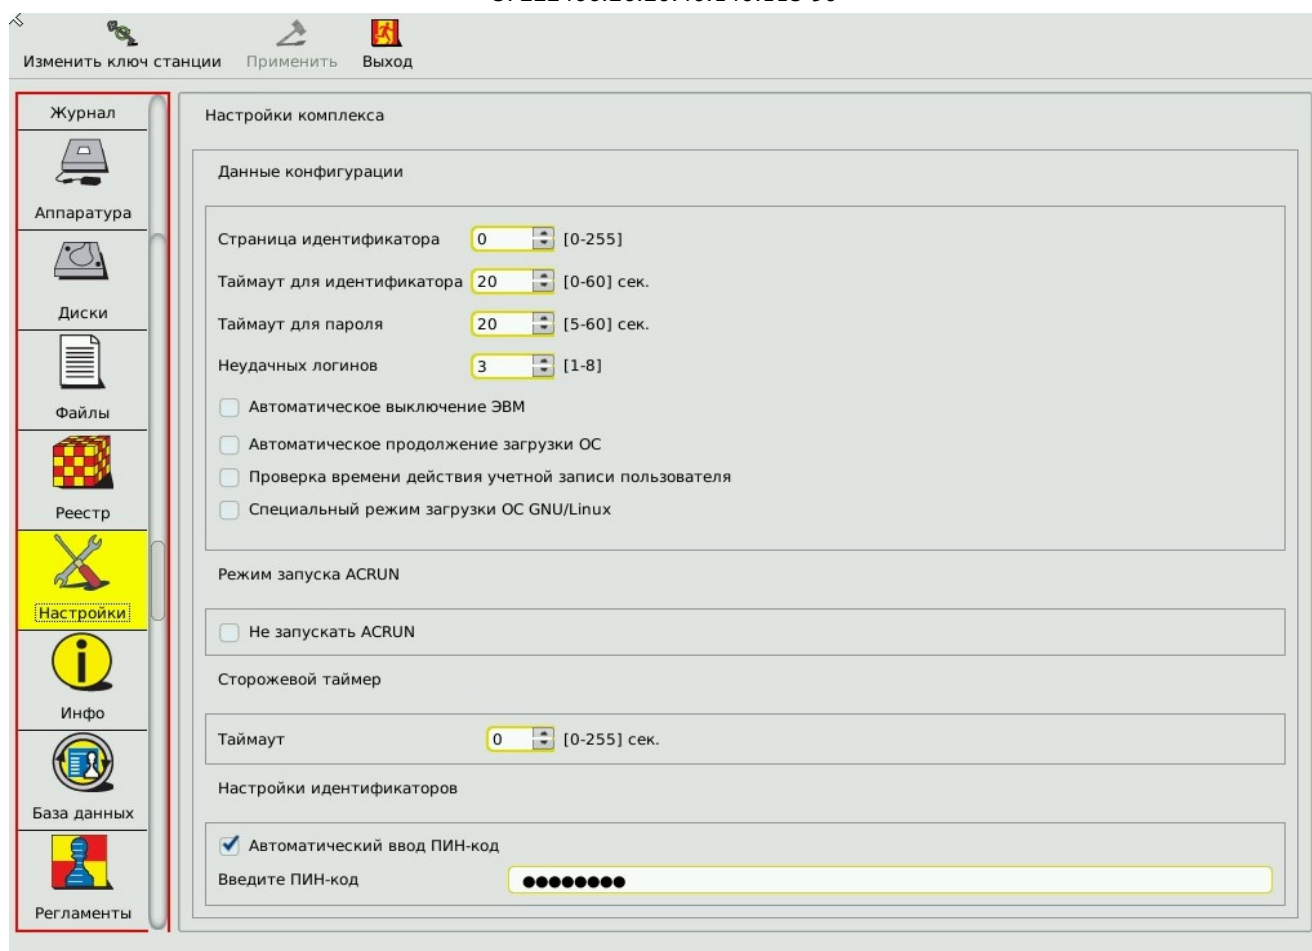 Изменить ключ станции Применить Выход
Журнал
Аппаратура
Диски
Файлы
Реестр
Настройки
Инфо
База данных
Регламенты
Настройки комплекса
Данные конфигурации
Страница идентификатора 0 [0-255]
Таймаут для идентификатора 20 [0-60] сек.
Таймаут для пароля 20 [5-60] сек.
Неудачных логинов 3 [1-8]
Автоматическое выключение ЭВМ
Автоматическое продолжение загрузки ОС
Проверка времени действия учетной записи пользователя
Специальный режим загрузки ОС GNU/Linux
Режим запуска ACRUN
Не запускать ACRUN
Сторожевой таймер
Таймаут 0 [0-255] сек.
Настройки идентификаторов
Автоматический ввод ПИН-код
Введите ПИН-код ●●●●●●●●